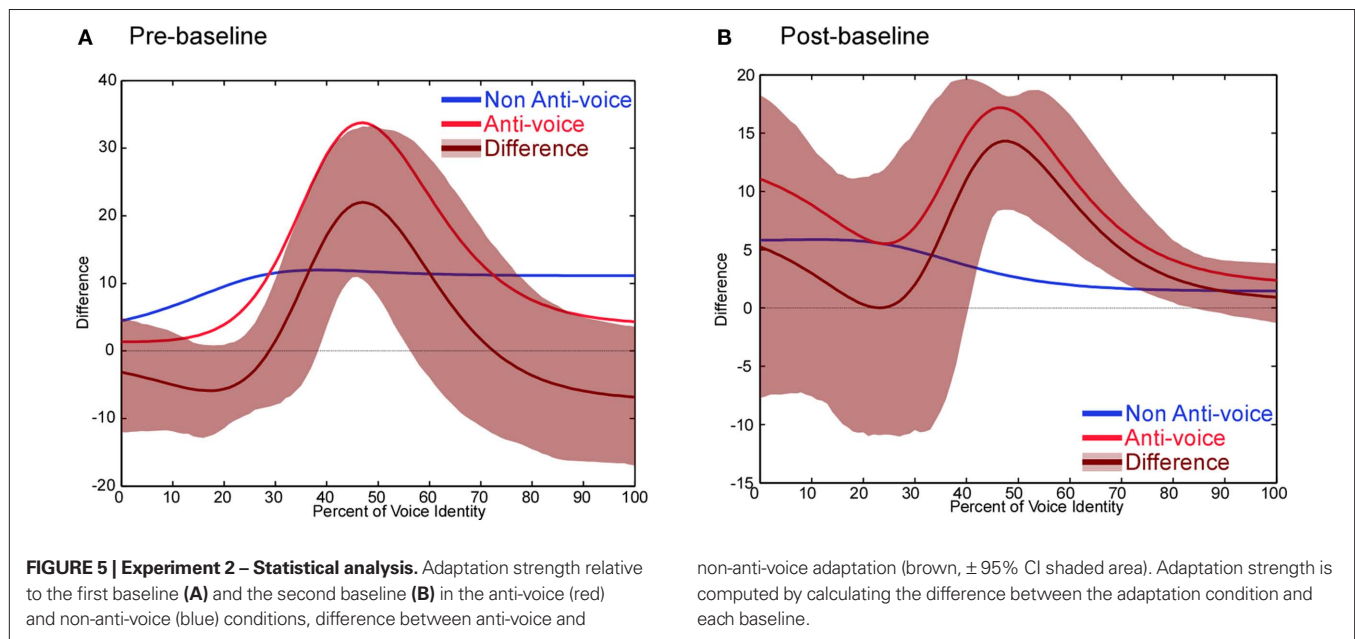 A Pre-baseline
40
30
20
10
0
-10
-20
Difference
Non Anti-voice
Anti-voice
Difference
0 10 20 30 40 50 60 70 80 90 100
Percent of Voice Identity
B Post-baseline
20
15
10
5
0
-5
-10
-15
Difference
Non Anti-voice
Anti-voice
Difference
0 10 20 30 40 50 60 70 80 90 100
Percent of Voice Identity
FIGURE 5 | Experiment 2 – Statistical analysis. Adaptation strength relative
to the first baseline (A) and the second baseline (B) in the anti-voice (red)
and non-anti-voice (blue) conditions, difference between anti-voice and
non-anti-voice adaptation (brown, ± 95% CI shaded area). Adaptation strength is
computed by calculating the difference between the adaptation condition and
each baseline.